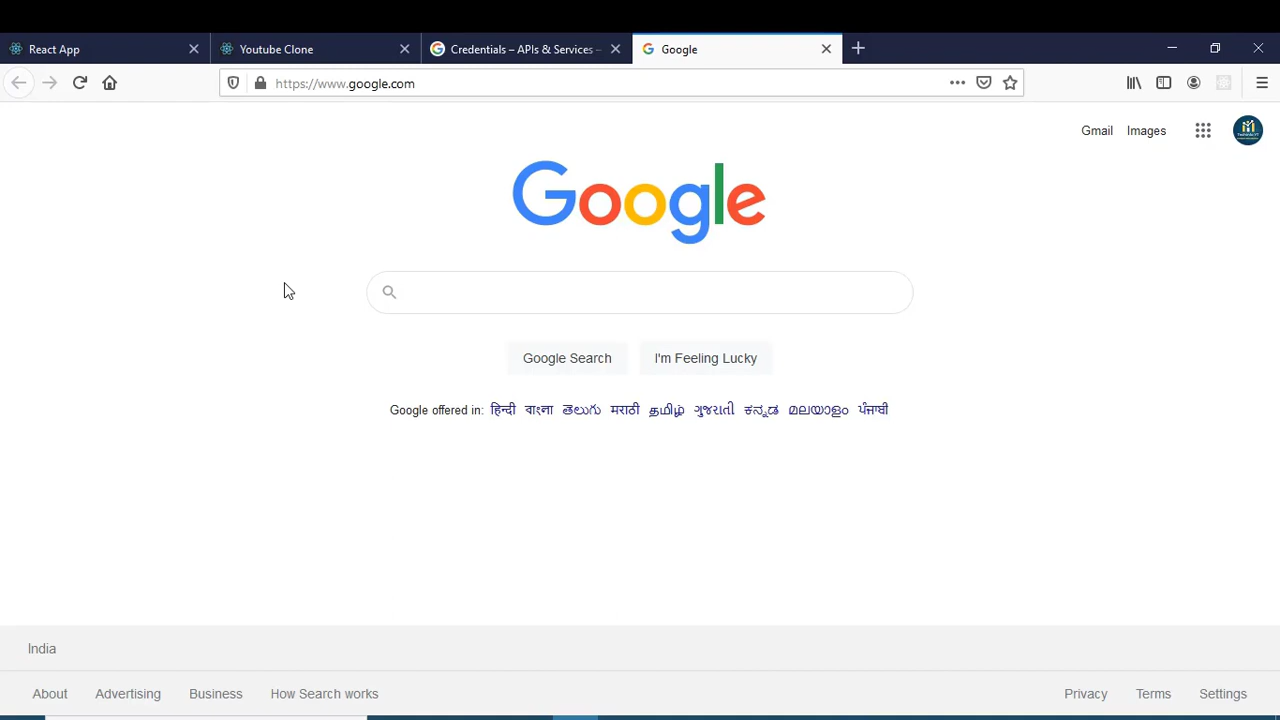 React App
Youtube Clone
Credentials – APIs & Services –
Google
https://www.google.com
Gmail Images
Google
Google Search
I'm Feeling Lucky
Google offered in: हिन्दी বাংলা తెలుగు मराठी தமிழ் ગુજરાતી ಕನ್ನಡ മലയാളം ਪੰਜਾਬੀ
India
About Advertising Business How Search works Privacy Terms Settings